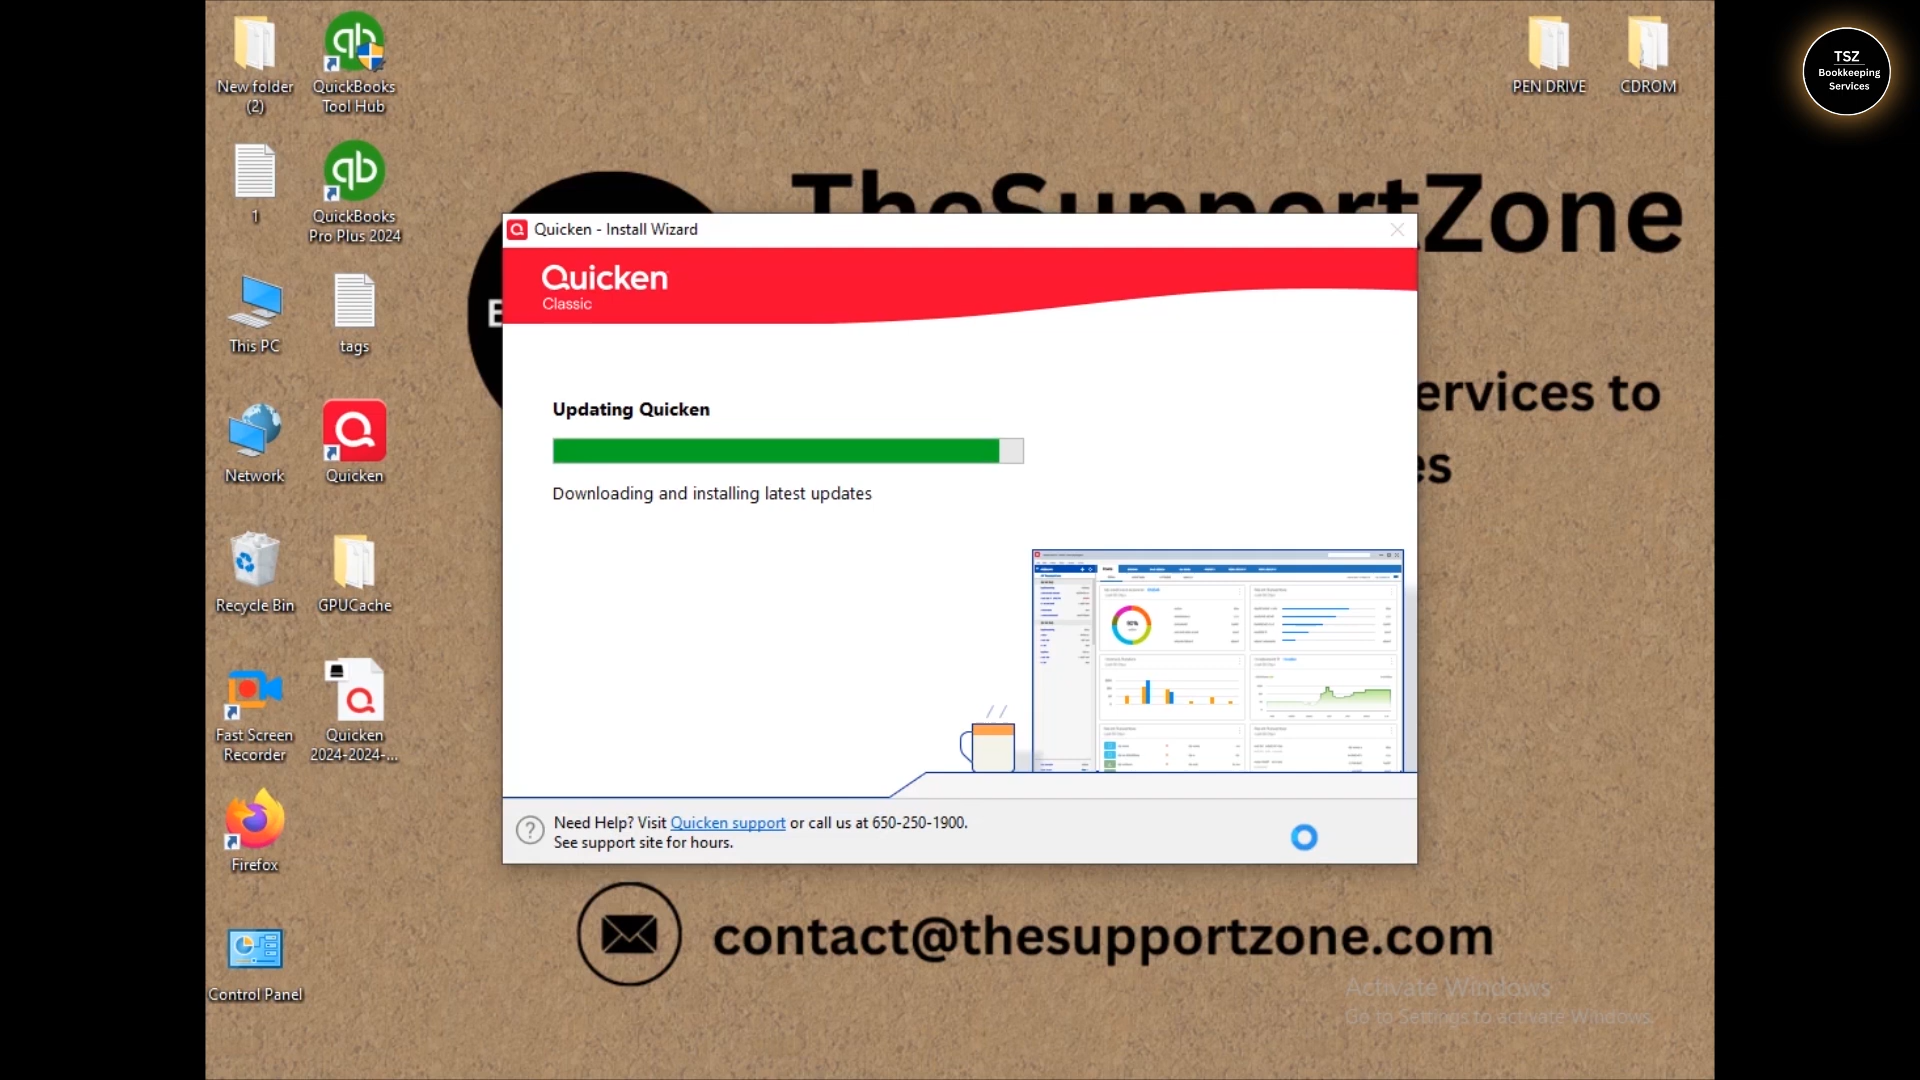 New folder
(2)
QuickBooks
Tool Hub
PEN DRIVE
CDROM
TSZ
Bookkeeping
Services
1
QuickBooks
Pro Plus 2024
TheSupportZone
This PC
tags
Quicken - Install Wizard
Quicken
Classic
Updating Quicken
Downloading and installing latest updates
ervices to
es
Network
Quicken
Recycle Bin
GPUCache
Fast Screen
Recorder
Quicken
2024-2024-...
Firefox
Control Panel
Need Help? Visit Quicken support or call us at 650-250-1900.
See support site for hours.
contact@thesupportzone.com
Activate Windows
Go to Settings to activate Windows.